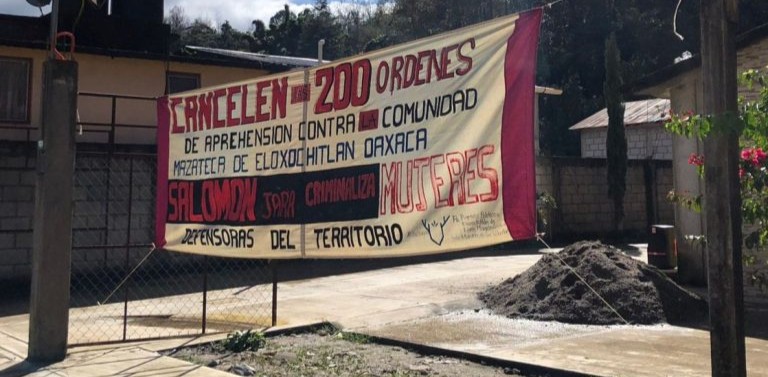 CANCELEN LAS 200 ORDENES
DE APREHENSION CONTRA LA COMUNIDAD
MAZATECA DE ELOXOCHITLAN OAXACA
SALOMÓN JARA CRIMINALIZA MUJERES
DEFENSORAS DEL TERRITORIO